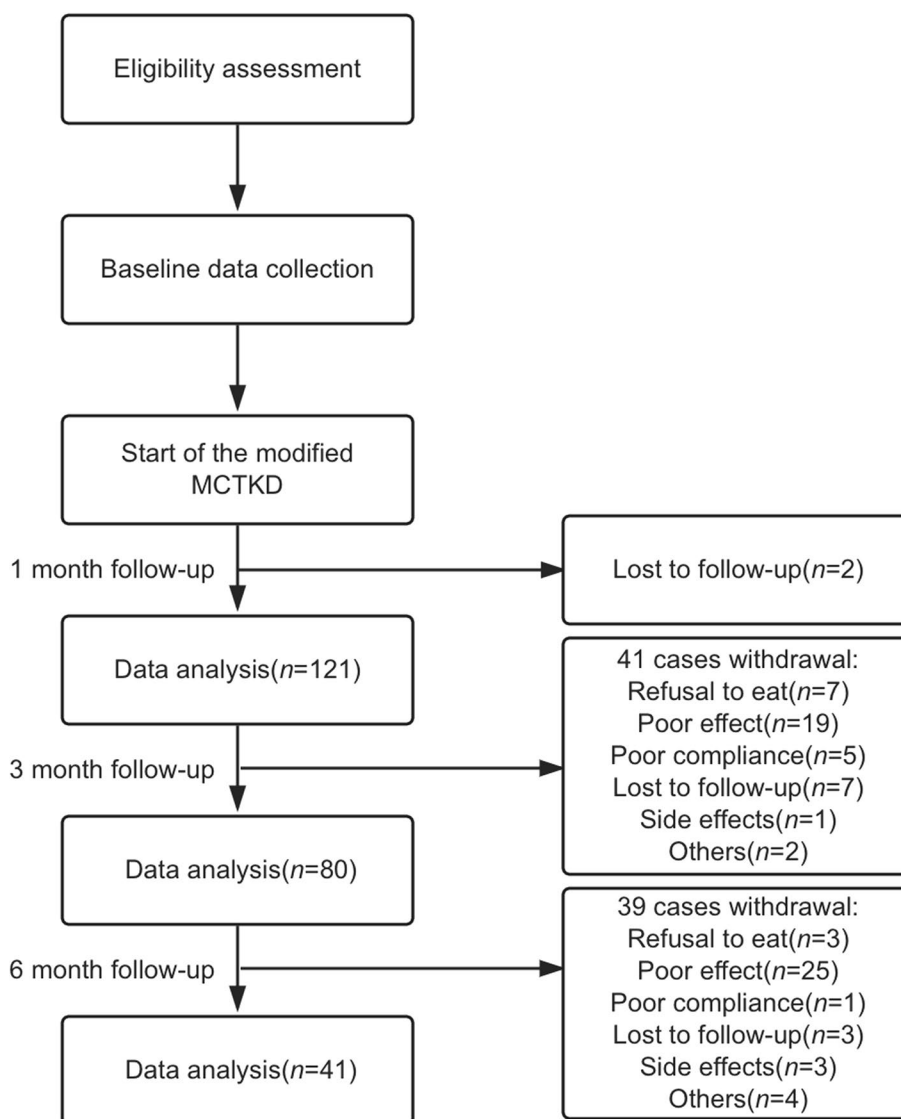 Eligibility assessment
Baseline data collection
Start of the modified
MCTKD
1 month follow-up
Lost to follow-up(n=2)
Data analysis(n=121)
3 month follow-up
41 cases withdrawal:
Refusal to eat(n=7)
Poor effect(n=19)
Poor compliance(n=5)
Lost to follow-up(n=7)
Side effects(n=1)
Others(n=2)
Data analysis(n=80)
6 month follow-up
39 cases withdrawal:
Refusal to eat(n=3)
Poor effect(n=25)
Poor compliance(n=1)
Lost to follow-up(n=3)
Side effects(n=3)
Others(n=4)
Data analysis(n=41)